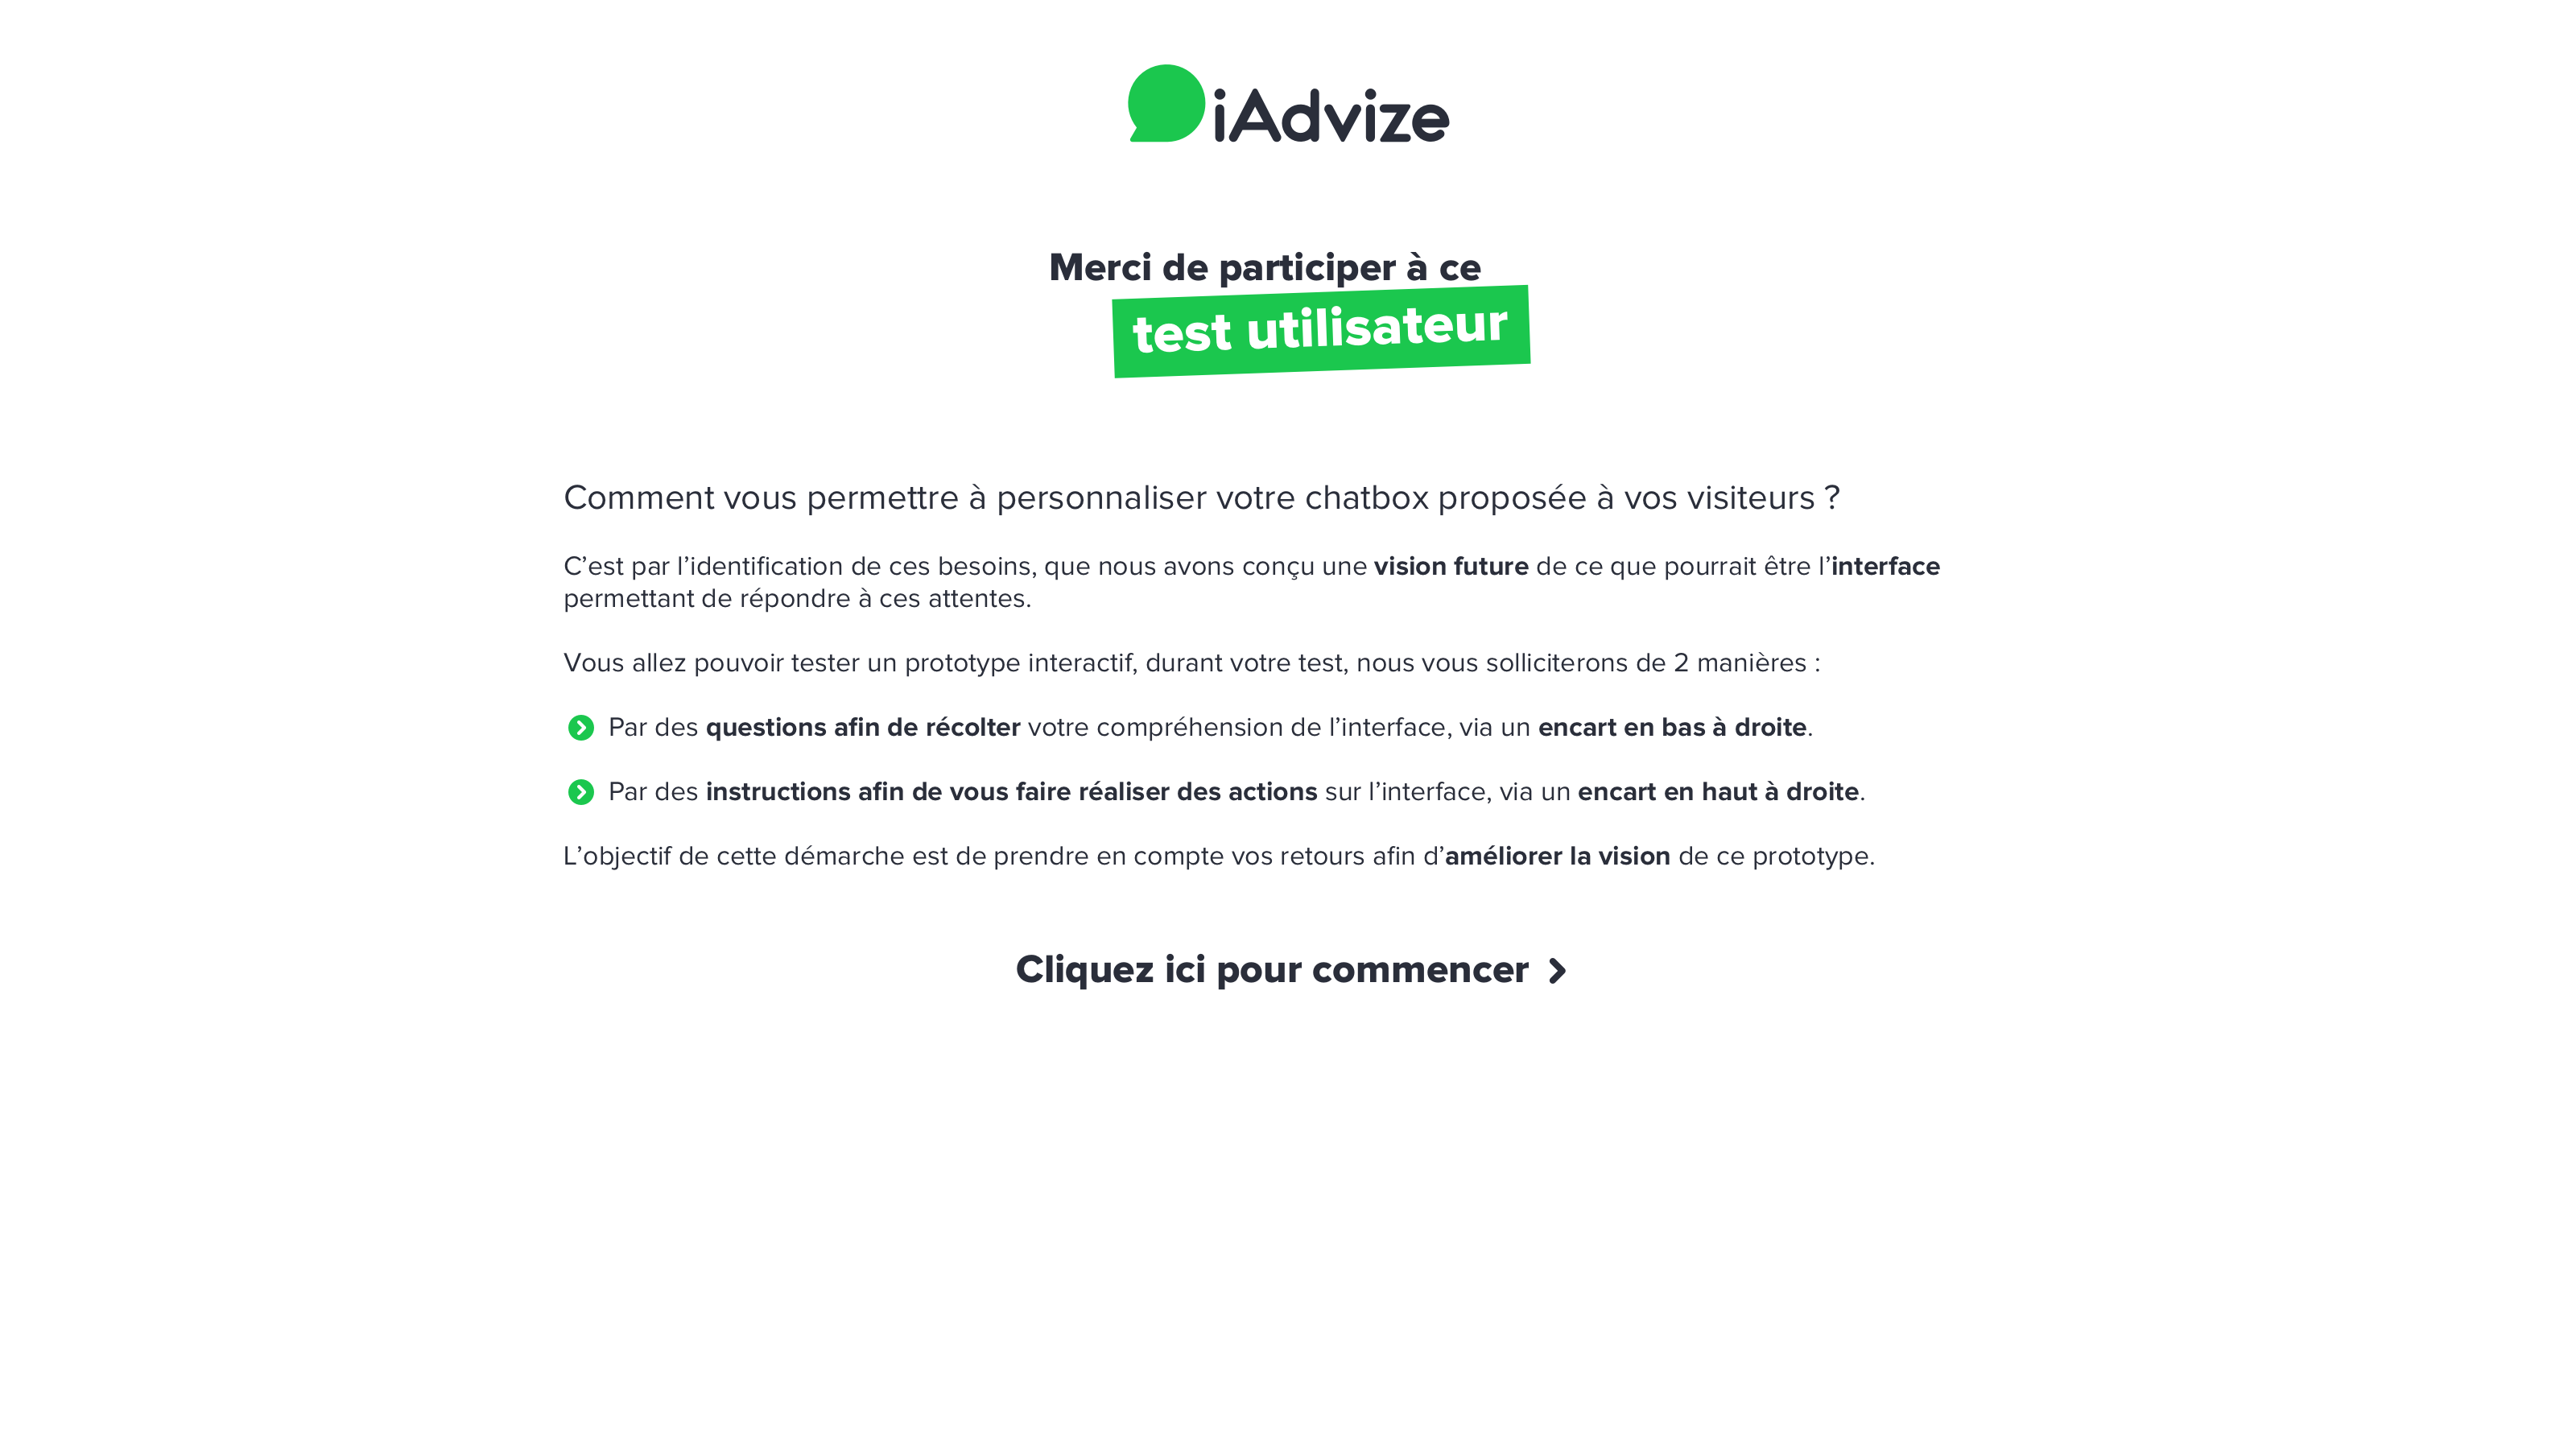 iAdvize
Merci de participer à ce
test utilisateur
Comment vous permettre à personnaliser votre chatbox proposée à vos visiteurs ?
C’est par l’identification de ces besoins, que nous avons conçu une vision future de ce que pourrait être l’interface
permettant de répondre à ces attentes.
Vous allez pouvoir tester un prototype interactif, durant votre test, nous vous solliciterons de 2 manières :
Par des questions afin de récolter votre compréhension de l’interface, via un encart en bas à droite.
Par des instructions afin de vous faire réaliser des actions sur l’interface, via un encart en haut à droite.
L’objectif de cette démarche est de prendre en compte vos retours afin d’améliorer la vision de ce prototype.
Cliquez ici pour commencer